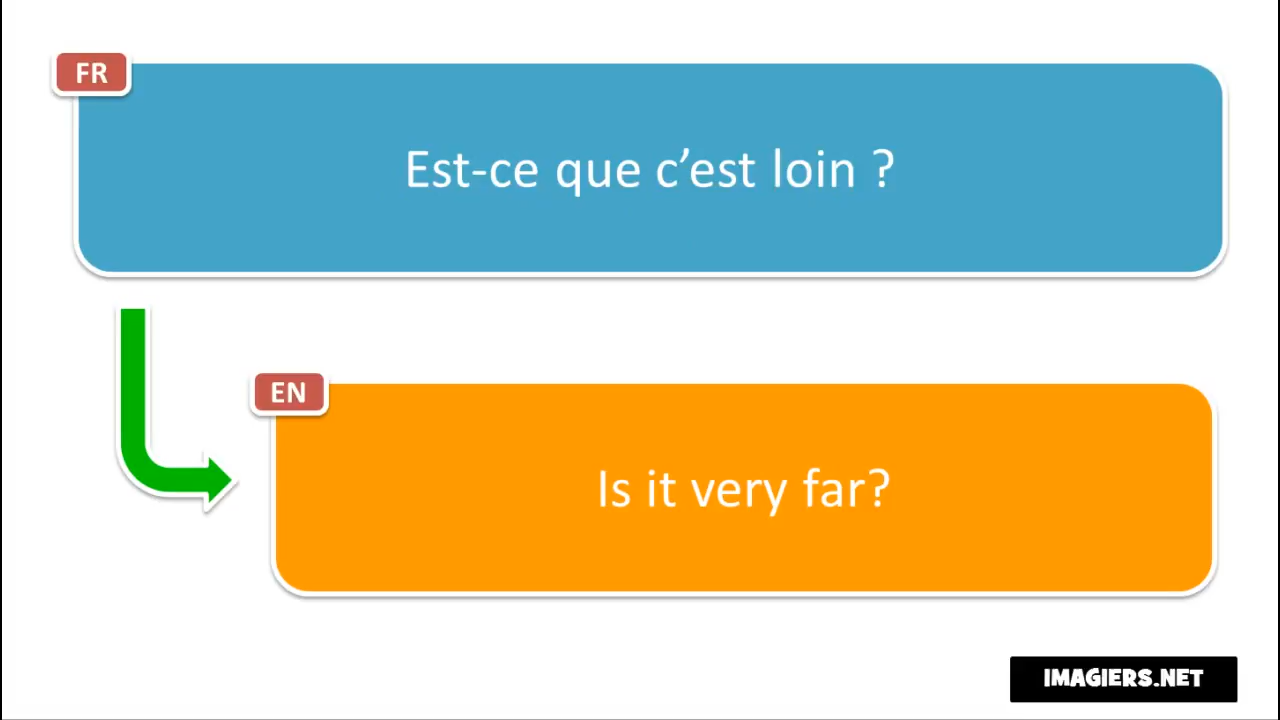 FR
Est-ce que c’est loin ?
EN
Is it very far?
IMAGIERS.NET